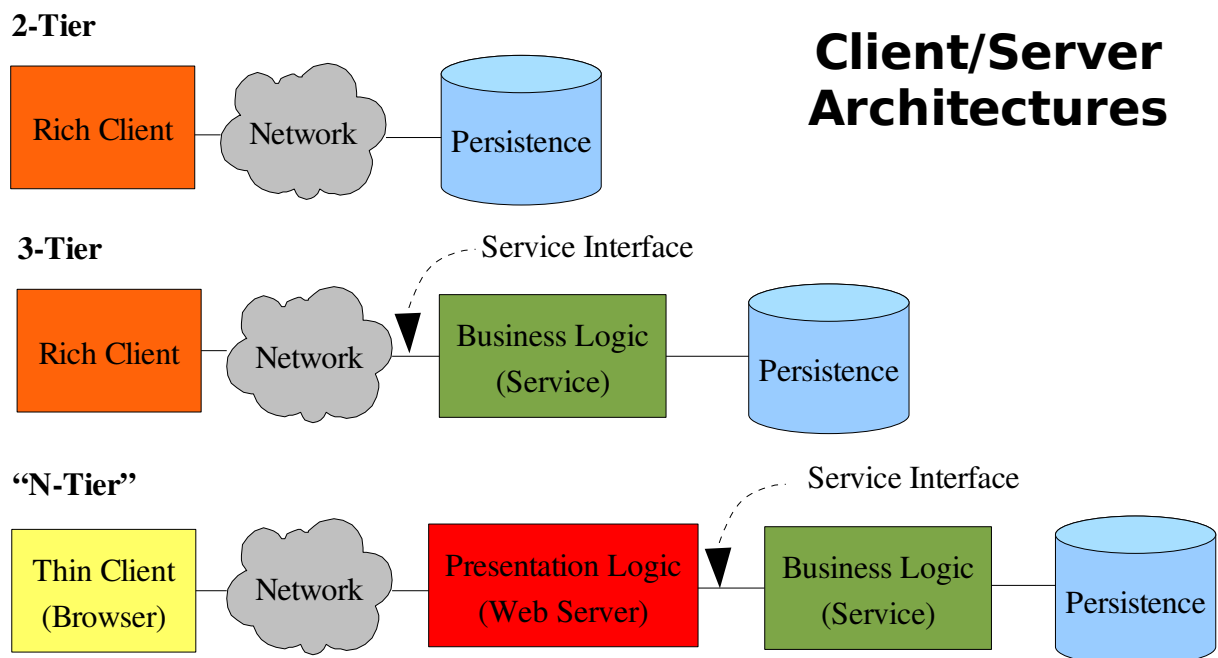 2-Tier
Client/Server
Architectures
Rich Client
Network
Persistence
3-Tier
Service Interface
Rich Client
Network
Business Logic
(Service)
Persistence
“N-Tier”
Service Interface
Thin Client
(Browser)
Network
Presentation Logic
(Web Server)
Business Logic
(Service)
Persistence